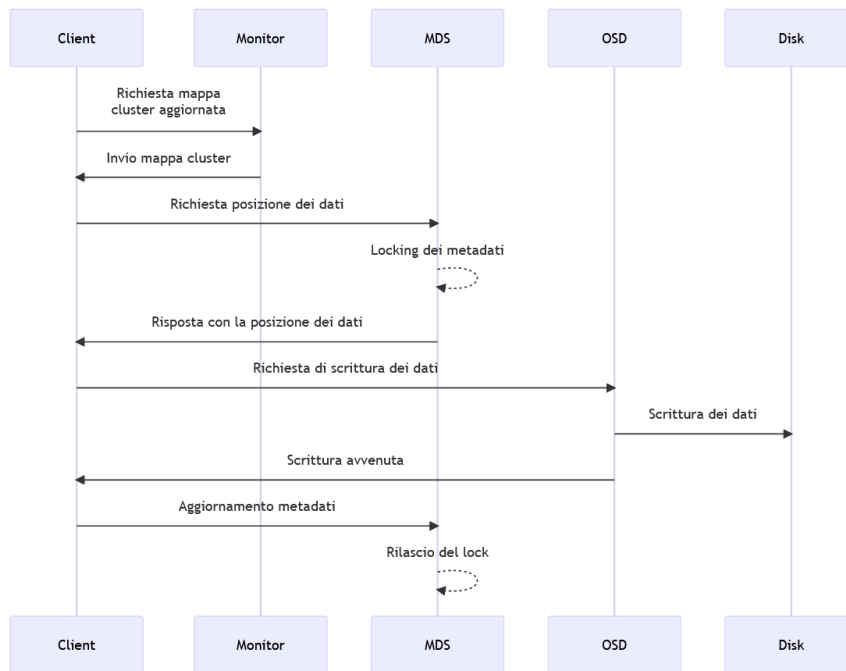 Client Monitor MDS OSD Disk
Richiesta mappa
cluster aggiornata
Invio mappa cluster
Richiesta posizione dei dati
Locking dei metadati
Risposta con la posizione dei dati
Richiesta di scrittura dei dati
Scrittura dei dati
Scrittura avvenuta
Aggiornamento metadati
Rilascio del lock
Client Monitor MDS OSD Disk